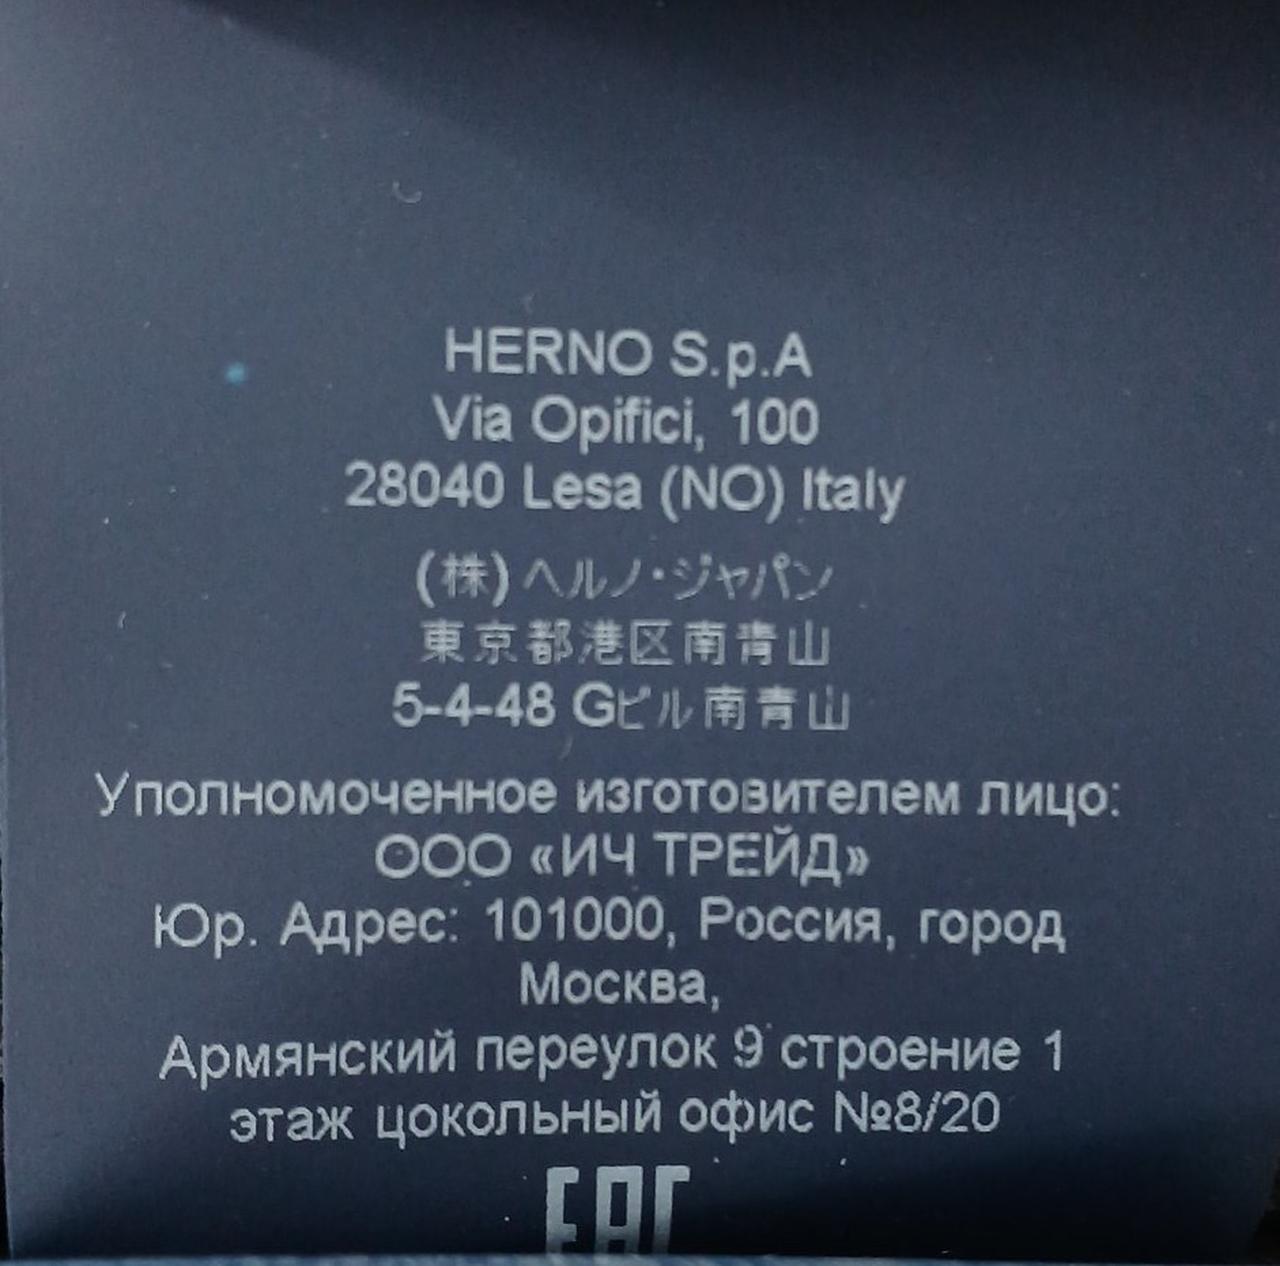 HERNO S.p.A
Via Opifici, 100
28040 Lesa (NO) Italy
(株) ヘルノ・ジャパン
東京都港区南青山
5-4-48 Gビル南青山
Уполномоченное изготовителем лицо:
ООО «ИЧ ТРЕЙД»
Юр. Адрес: 101000, Россия, город
Москва,
Армянский переулок 9 строение 1
этаж цокольный офис №8/20
EAC